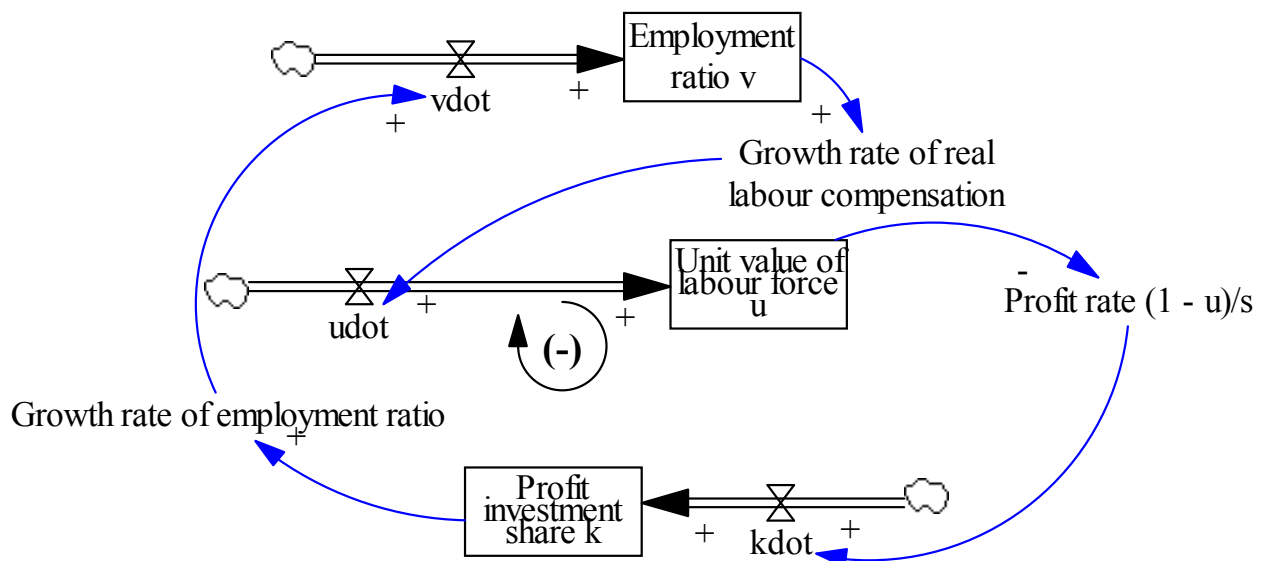 Employment
ratio v
+
vdot
+
+
Growth rate of real
labour compensation
Unit value of
labour force
u
-
Profit rate (1 - u)/s
+
+
udot
(-)
Growth rate of employment ratio
+
Profit
investment
share k
+
+
kdot